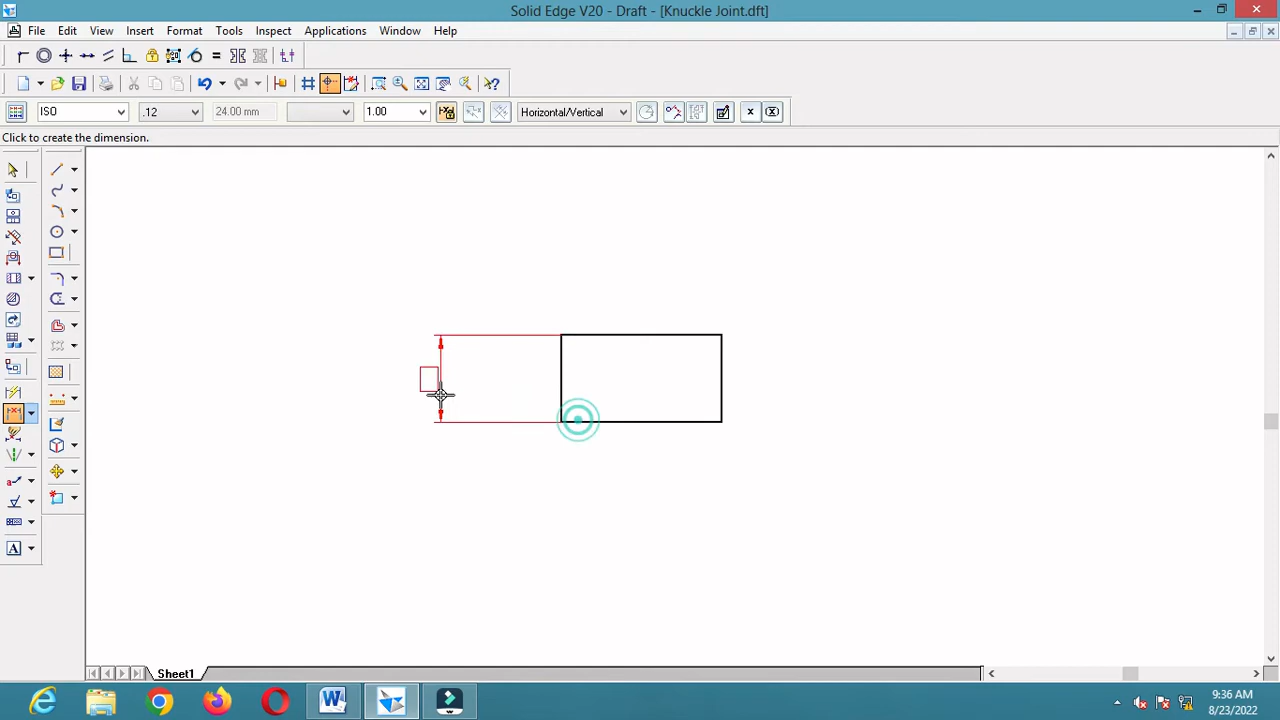 Solid Edge V20 - Draft - [Knuckle Joint.dft]
File Edit View Insert Format Tools Inspect Applications Window Help
ISO .12 24.00 mm 1.00 Horizontal/Vertical
Click to create the dimension.
Sheet1
9:36 AM
8/23/2022